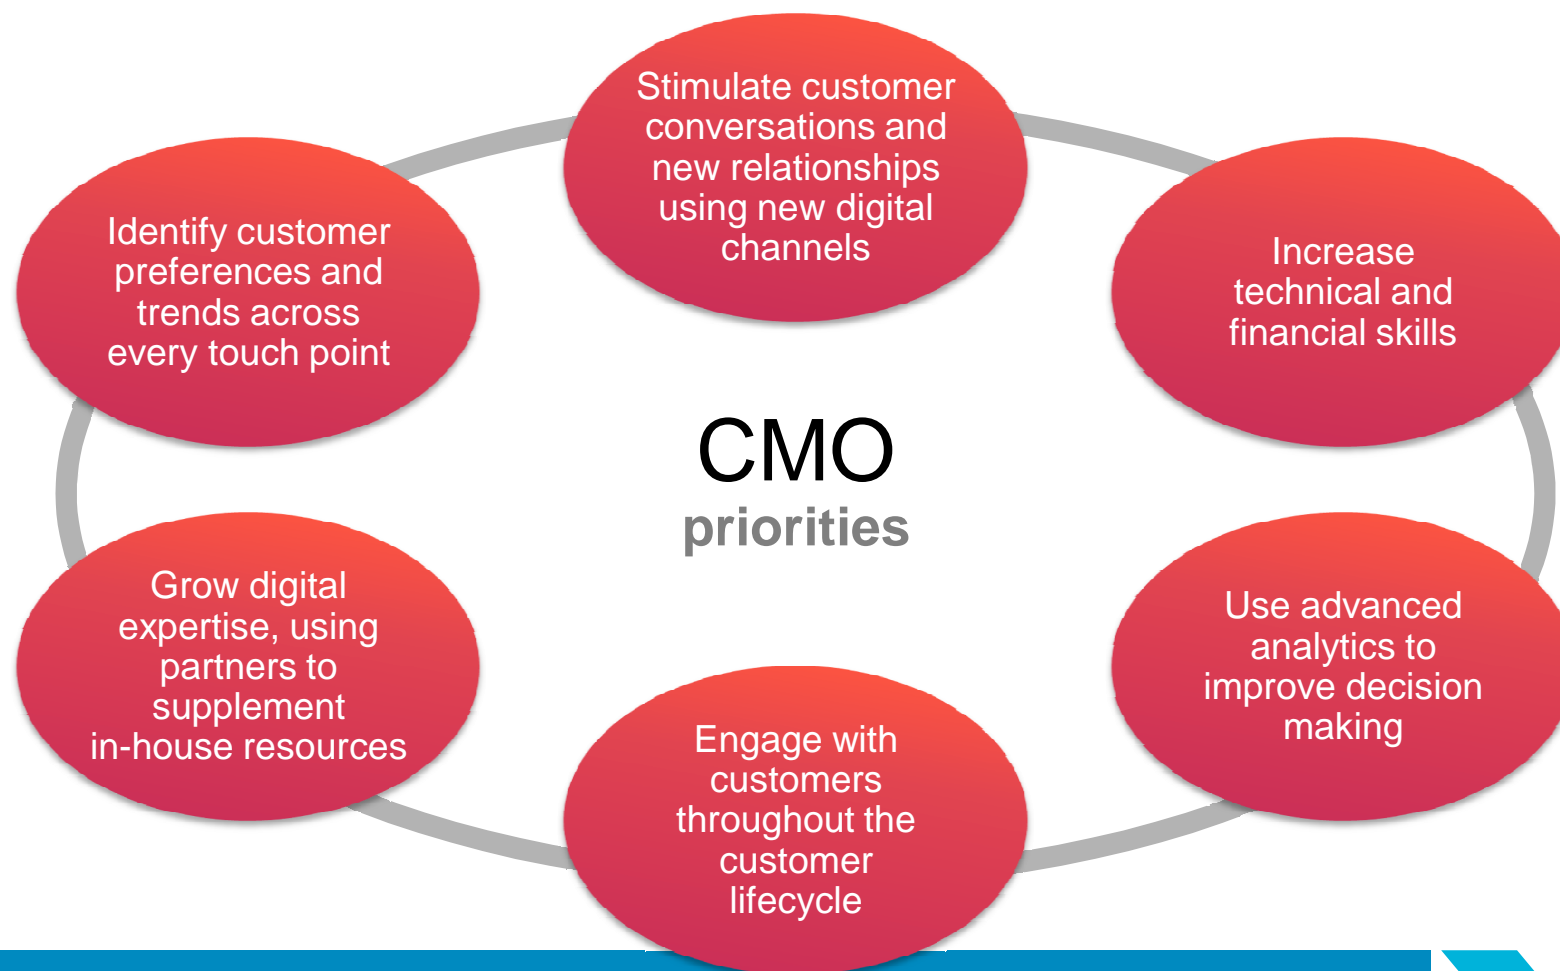 Stimulate customer
conversations and
new relationships
using new digital
channels
Identify customer
preferences and
trends across
every touch point
Increase
technical and
financial skills
CMO
priorities
Grow digital
expertise, using
partners to
supplement
in-house resources
Use advanced
analytics to
improve decision
making
Engage with
customers
throughout the
customer
lifecycle